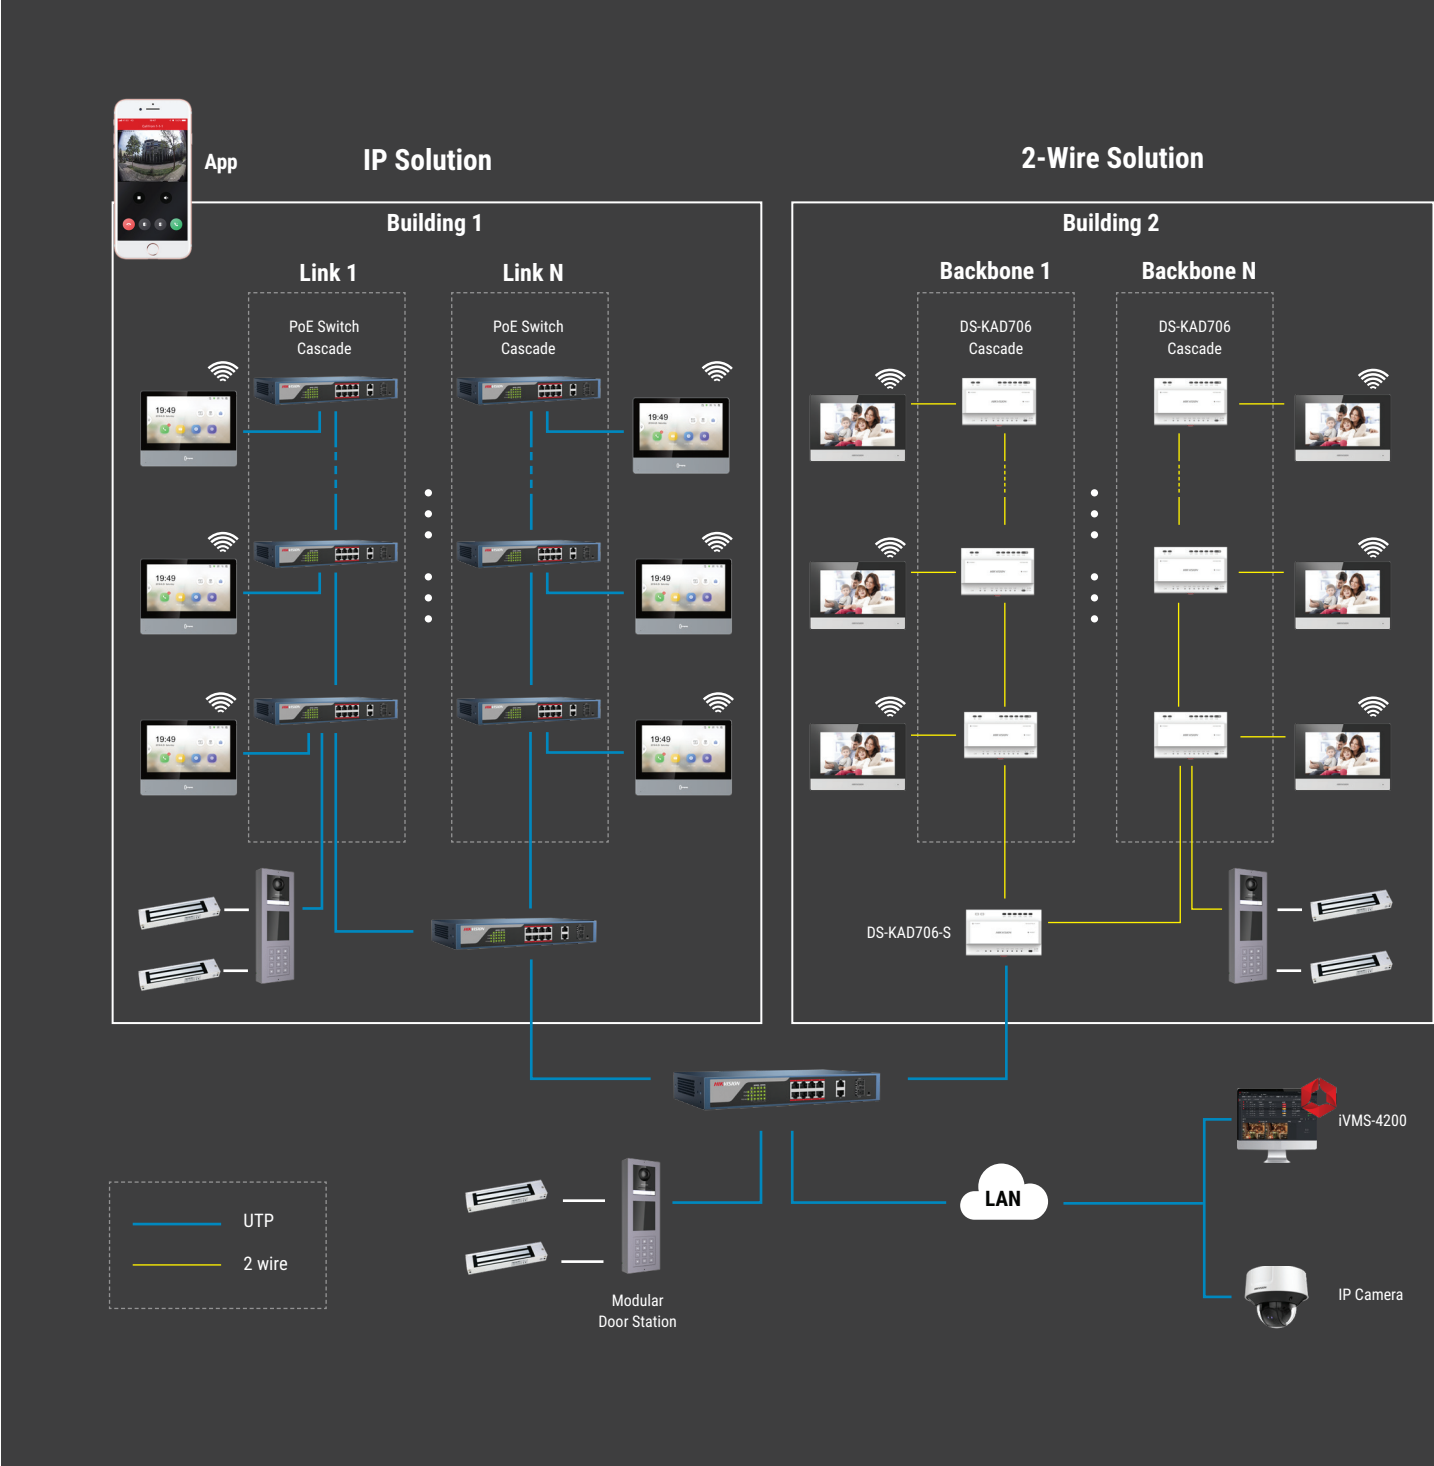 App
IP Solution
2-Wire Solution
Building 1
Building 2
Link 1
Link N
Backbone 1
Backbone N
PoE Switch
Cascade
PoE Switch
Cascade
DS-KAD706
Cascade
DS-KAD706
Cascade
19:49
19:49
19:49
19:49
19:49
19:49
DS-KAD706-S
HIKVISION
iVMS-4200
LAN
UTP
2 wire
IP Camera
Modular
Door Station